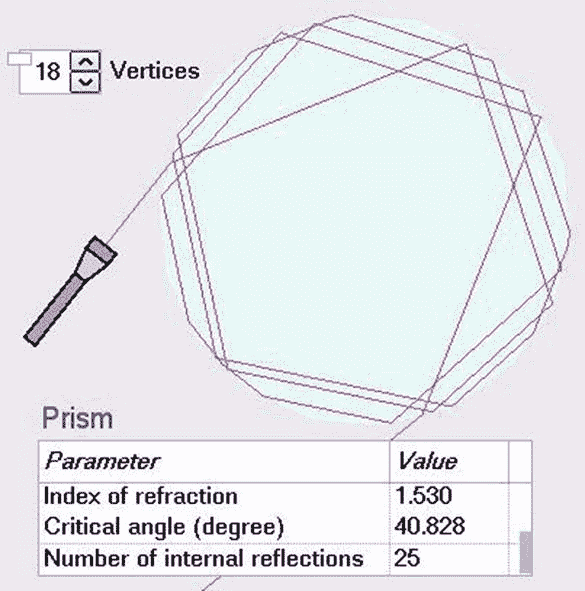 18 Vertices
Prism
Parameter Value
Index of refraction 1.530
Critical angle (degree) 40.828
Number of internal reflections 25